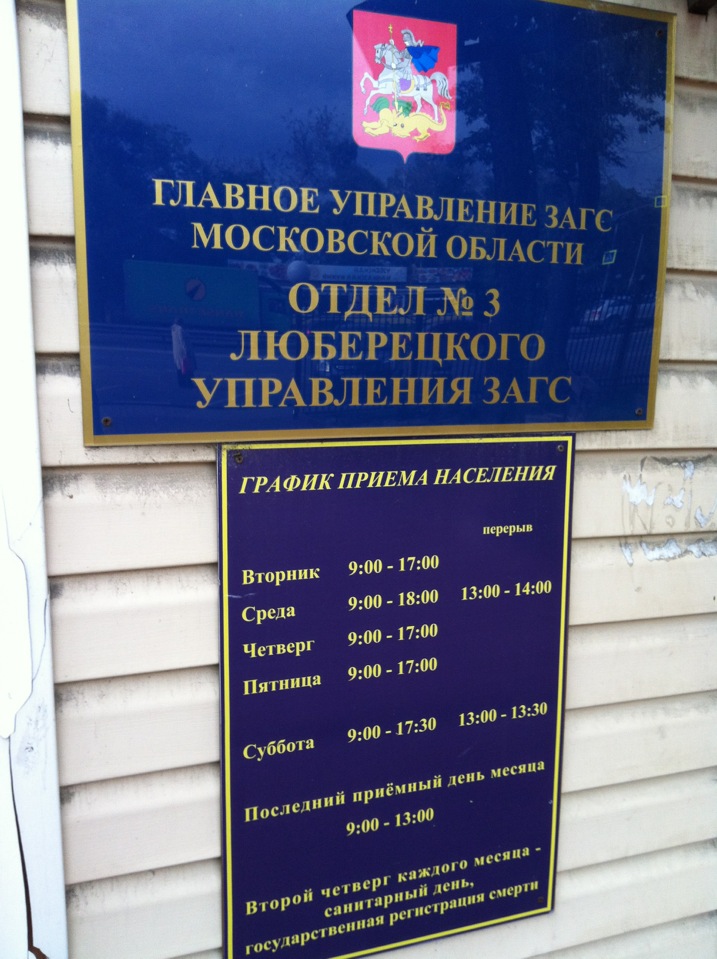 ГЛАВНОЕ УПРАВЛЕНИЕ ЗАГС
МОСКОВСКОЙ ОБЛАСТИ
ОТДЕЛ № 3
ЛЮБЕРЕЦКОГО
УПРАВЛЕНИЯ ЗАГС
ГРАФИК ПРИЕМА НАСЕЛЕНИЯ
перерыв
Вторник 9:00 - 17:00
Среда 9:00 - 18:00 13:00 - 14:00
Четверг 9:00 - 17:00
Пятница 9:00 - 17:00
Суббота 9:00 - 17:30 13:00 - 13:30
Последний приёмный день месяца
9:00 - 13:00
Второй четверг каждого месяца -
санитарный день,
государственная регистрация смерти